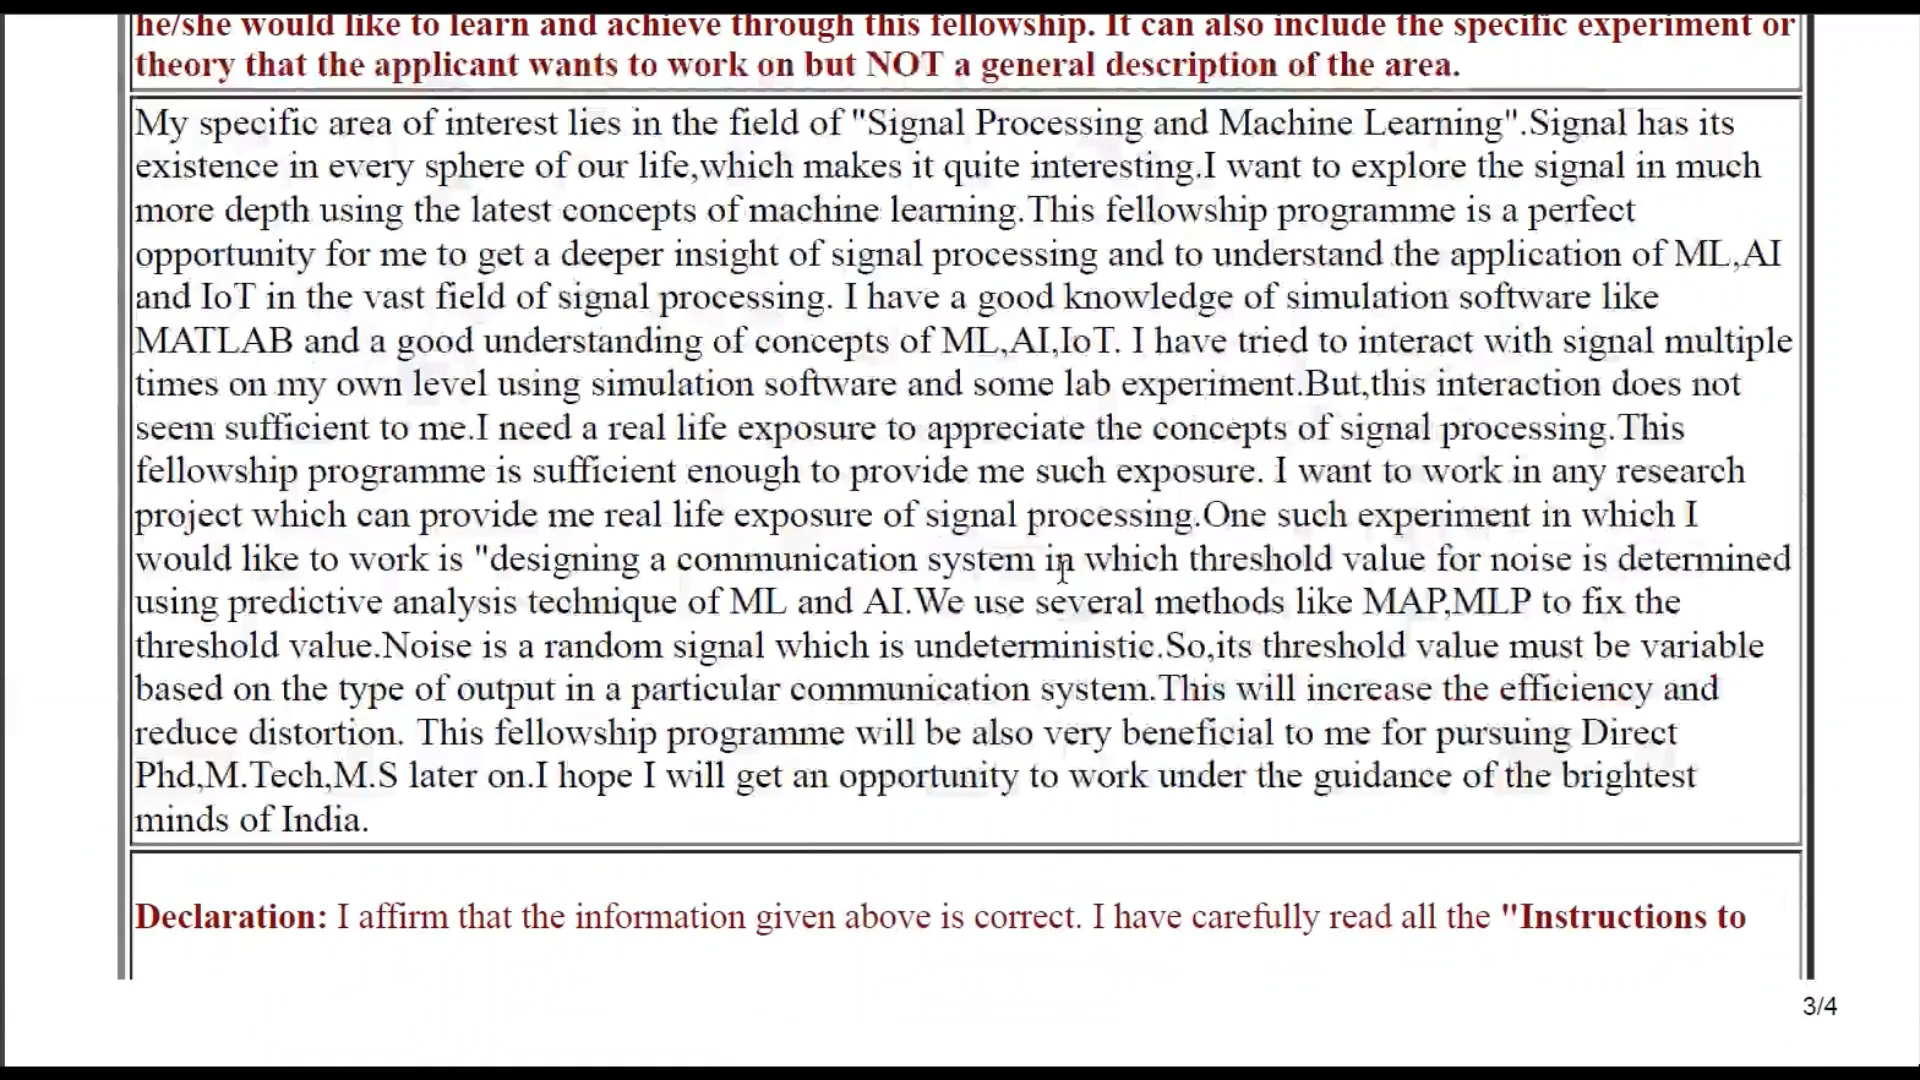 he/she would like to learn and achieve through this fellowship. It can also include the specific experiment or
theory that the applicant wants to work on but NOT a general description of the area.
My specific area of interest lies in the field of "Signal Processing and Machine Learning".Signal has its
existence in every sphere of our life,which makes it quite interesting.I want to explore the signal in much
more depth using the latest concepts of machine learning.This fellowship programme is a perfect
opportunity for me to get a deeper insight of signal processing and to understand the application of ML,AI
and IoT in the vast field of signal processing. I have a good knowledge of simulation software like
MATLAB and a good understanding of concepts of ML,AI,IoT. I have tried to interact with signal multiple
times on my own level using simulation software and some lab experiment.But,this interaction does not
seem sufficient to me.I need a real life exposure to appreciate the concepts of signal processing.This
fellowship programme is sufficient enough to provide me such exposure. I want to work in any research
project which can provide me real life exposure of signal processing.One such experiment in which I
would like to work is "designing a communication system in which threshold value for noise is determined
using predictive analysis technique of ML and AI.We use several methods like MAP,MLP to fix the
threshold value.Noise is a random signal which is undeterministic.So,its threshold value must be variable
based on the type of output in a particular communication system.This will increase the efficiency and
reduce distortion. This fellowship programme will be also very beneficial to me for pursuing Direct
Phd,M.Tech,M.S later on.I hope I will get an opportunity to work under the guidance of the brightest
minds of India.
Declaration: I affirm that the information given above is correct. I have carefully read all the "Instructions to
3/4